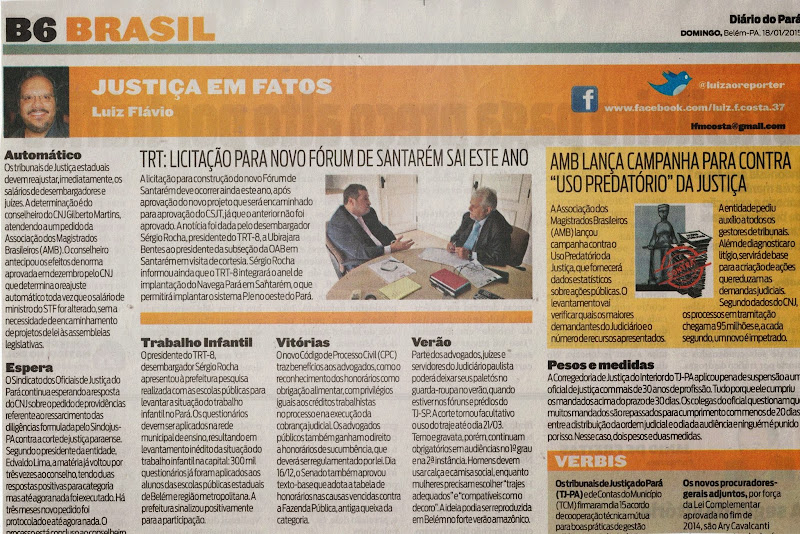 B6 BRASIL
Diário do Pará
DOMINGO, Belém-PA, 18/01/2015
JUSTIÇA EM FATOS
Luiz Flávio
@luizaoreporter
www.facebook.com/luiz.f.costa.37
lfmcosta@gmail.com
Automático
Os tribunais de Justiça estaduais
devem reajustar, imediatamente, os
salários de desembargadores e
juízes. A determinação é do
conselheiro do CNJ Gilberto Martins,
atendendo a um pedido da
Associação dos Magistrados
Brasileiros (AMB). O conselheiro
antecipou os efeitos de norma
aprovada em dezembro pelo CNJ
que determina o reajuste
automático toda vez que o salário de
ministro do STF for alterado, sem a
necessidade de encaminhamento
de projetos de lei às assembleias
legislativas.
Espera
O Sindicato dos Oficiais de Justiça do
Pará continua esperando a resposta
do CNJ sobre pedido de providências
referente ao ressarcimento das
diligências formulada pelo Sindojus-
PA contra a corte de justiça paraense.
Segundo o presidente da entidade,
Edvaldo Lima, a matéria já voltou por
três vezes ao conselho, tendo duas
respostas positivas para categoria
mas até agora nada foi executado. Há
três meses novo pedido foi
protocolado e até agora nada. O
TRT: LICITAÇÃO PARA NOVO FÓRUM DE SANTARÉM SAI ESTE ANO
A licitação para construção do novo Fórum de
Santarém deve ocorrer ainda este ano, após
aprovação do novo projeto que será encaminhado
para aprovação do CSJT, já que o anterior não foi
aprovado. A notícia foi dada pelo desembargador
Sérgio Rocha, presidente do TRT-8, a Ubirajara
Bentes ao presidente da subseção da OAB em
Santarém em visita de cortesia. Sérgio Rocha
informou ainda que o TRT-8 integrará o anel de
implantação do Navega Pará em Santarém, o que
permitirá implantar o sistema PJe no oeste do Pará.
Trabalho Infantil
O presidente do TRT-8,
desembargador Sérgio Rocha
apresentou à prefeitura pesquisa
realizada com as escolas públicas para
levantar a situação do trabalho
infantil no Pará. Os questionários
devem ser aplicados na rede
municipal de ensino, resultando em
levantamento inédito da situação do
trabalho infantil na capital: 300 mil
questionários já foram aplicados aos
alunos das escolas públicas estaduais
de Belém e região metropolitana. A
prefeitura sinalizou positivamente
para a participação.
Vitórias
O novo Código de Processo Civil (CPC)
traz benefícios aos advogados, como
o reconhecimento dos honorários como
obrigação alimentar, com privilégios
iguais aos créditos trabalhistas
no processo e na execução da
cobrança judicial. Os advogados
públicos também ganham o direito
a honorários de sucumbência, que
deverá ser regulamentado por lei. Dia
16/12, o Senado também aprovou
texto-base que adota a tabela de
honorários nas causas vencidas contra
a Fazenda Pública, antiga queixa da
categoria.
Verão
Parte dos advogados, juízes e
servidores do Judiciário paulista
poderá deixar seus paletós no
guarda-roupa no verão, quando
estiver nos fóruns e prédios do
TJ-SP. A corte tornou facultativo
o uso do traje até o dia 21/03.
Terno e gravata, porém, continuam
obrigatórios em audiências no 1º grau
e na 2ª instância. Homens devem
usar calça e camisa social, enquanto
mulheres precisam escolher "trajes
adequados" e "compatíveis com o
decoro". A ideia podia ser reproduzida
em Belém no forte verão amazônico.
AMB LANÇA CAMPANHA PARA CONTRA
"USO PREDATÓRIO" DA JUSTIÇA
A Associação dos
Magistrados Brasileiros
(AMB) lançou
campanha contra o
Uso Predatório da
Justiça, que fornecerá
dados estatísticos
sobre ações públicas. O
levantamento vai
verificar quais os maiores
demandantes do Judiciário e o
número de recursos apresentados.
A entidade pediu
auxílio a todos os
gestores de tribunais.
Além de diagnosticar o
litígio, servirá de base
para a criação de ações
que reduzam as
demandas judiciais.
Segundo dados do CNJ,
os processos em tramitação
chegam a 95 milhões e, a cada
segundo, um novo é impetrado.
Pesos e medidas
A Corregedoria de Justiça do Interior do TJ-PA aplicou pena de suspensão a um
oficial de justiça com mais de 30 anos de profissão. Tudo porque ele cumpriu
os mandados acima do prazo de 30 dias. Os colegas do oficial questionam que
muitos mandados são repassados para cumprimento com menos de 20 dias
entre a distribuição da ordem judicial e o dia da audiência e ninguém é punido
por isso. Nesse caso, dois pesos e duas medidas.
VERBIS
Os tribunais de Justiça do Pará
(TJ-PA) e de Contas do Município
(TCM) firmaram dia 15 acordo
de cooperação técnica mútua
para boas práticas de gestão
Os novos procuradores-
gerais adjuntos, por força
da Lei Complementar
aprovada no fim de
2014, são Ary Cavalcanti